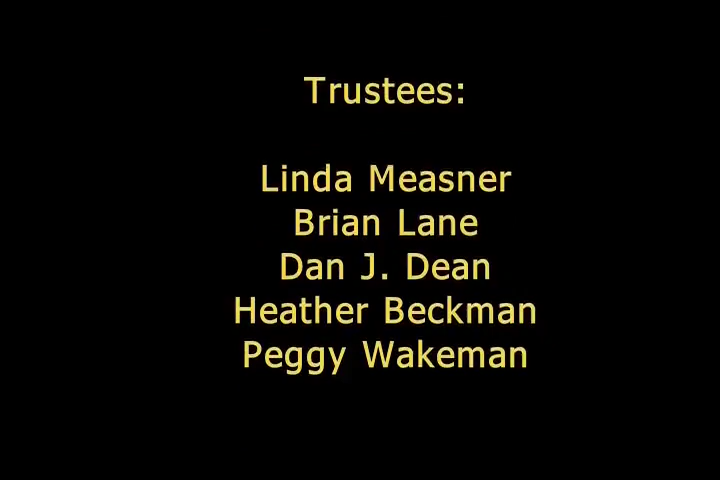 Trustees:
Linda Measner
Brian Lane
Dan J. Dean
Heather Beckman
Peggy Wakeman